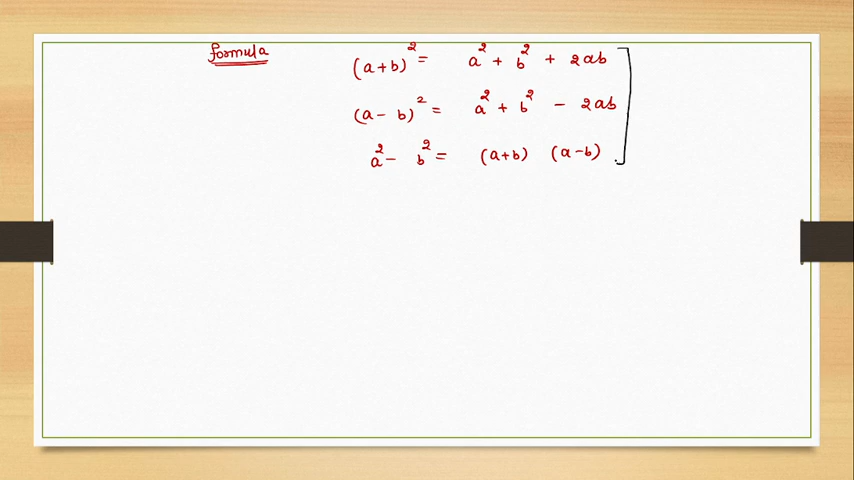 formula
(a+b)² = a² + b² + 2ab
(a - b)² = a² + b² - 2ab
a² - b² = (a+b) (a-b)